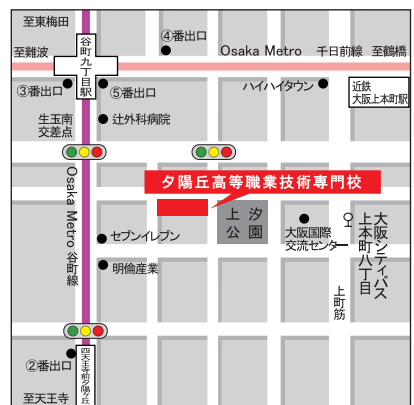 至東梅田
谷町九丁目駅
④番出口
至難波
Osaka Metro 千日前線 至鶴橋
③番出口
⑤番出口
ハイハイタウン
近鉄
大阪上本町駅
生玉南
交差点
辻外科病院
夕陽丘高等職業技術専門校
Osaka Metro 谷町線
上汐
公園
セブンイレブン
大阪国際
交流センター
大阪シティバス
上本町八丁目
明倫産業
上町筋
②番出口
四天王寺前夕陽ヶ丘
至天王寺